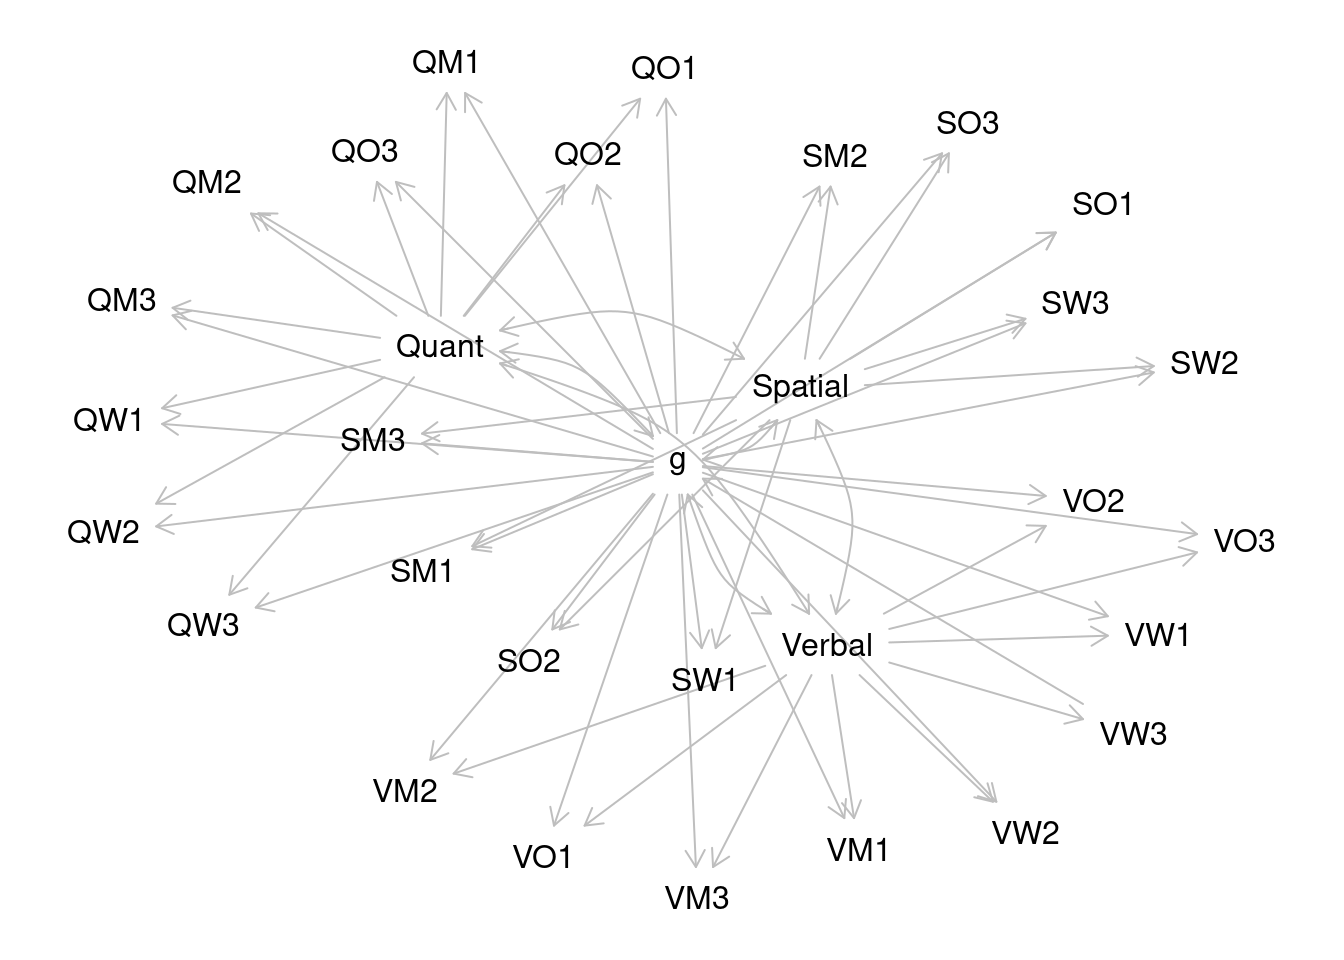 QM1
QO1
SO3
QO3
QO2
SM2
QM2
SO1
QM3
SW3
Quant
SW2
Spatial
QW1
SM3
g
VO2
QW2
VO3
SM1
QW3
VW1
Verbal
SO2
SW1
VW3
VM2
VW2
VM1
VO1
VM3